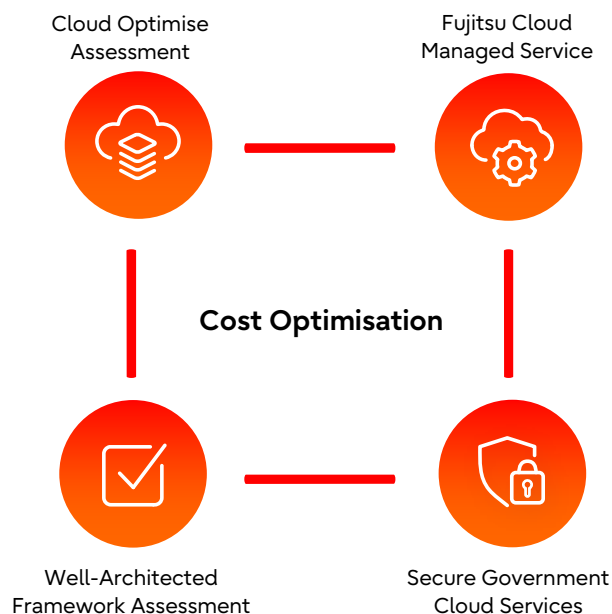 Cloud Optimise
Assessment
Fujitsu Cloud
Managed Service
Cost Optimisation
Well-Architected
Framework Assessment
Secure Government
Cloud Services